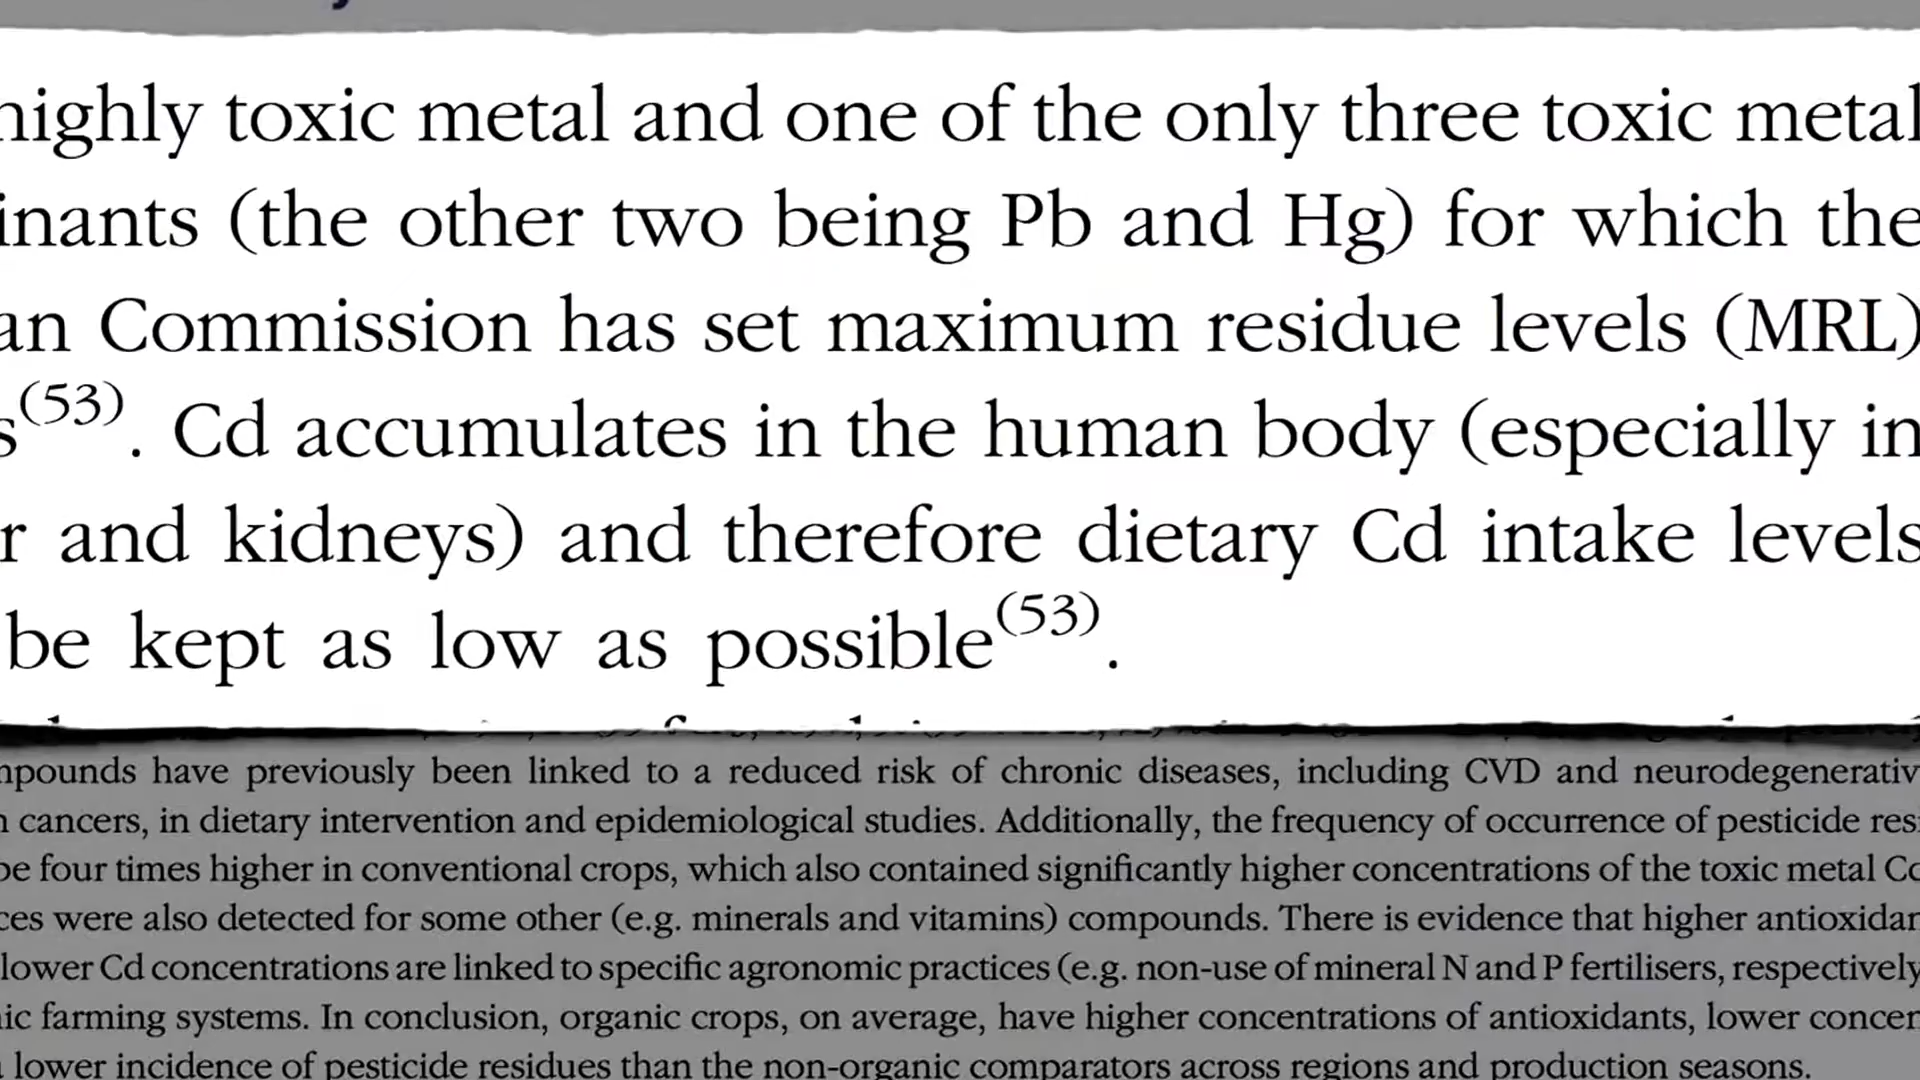 highly toxic metal and one of the only three toxic metal
inants (the other two being Pb and Hg) for which the
an Commission has set maximum residue levels (MRL)
s(53). Cd accumulates in the human body (especially in
r and kidneys) and therefore dietary Cd intake levels
be kept as low as possible(53).
mpounds have previously been linked to a reduced risk of chronic diseases, including CVD and neurodegenerativ
n cancers, in dietary intervention and epidemiological studies. Additionally, the frequency of occurrence of pesticide res
be four times higher in conventional crops, which also contained significantly higher concentrations of the toxic metal Cd
ces were also detected for some other (e.g. minerals and vitamins) compounds. There is evidence that higher antioxidan
lower Cd concentrations are linked to specific agronomic practices (e.g. non-use of mineral N and P fertilisers, respectively
ic farming systems. In conclusion, organic crops, on average, have higher concentrations of antioxidants, lower concen
lower incidence of pesticide residues than the non-organic comparators across regions and production seasons.